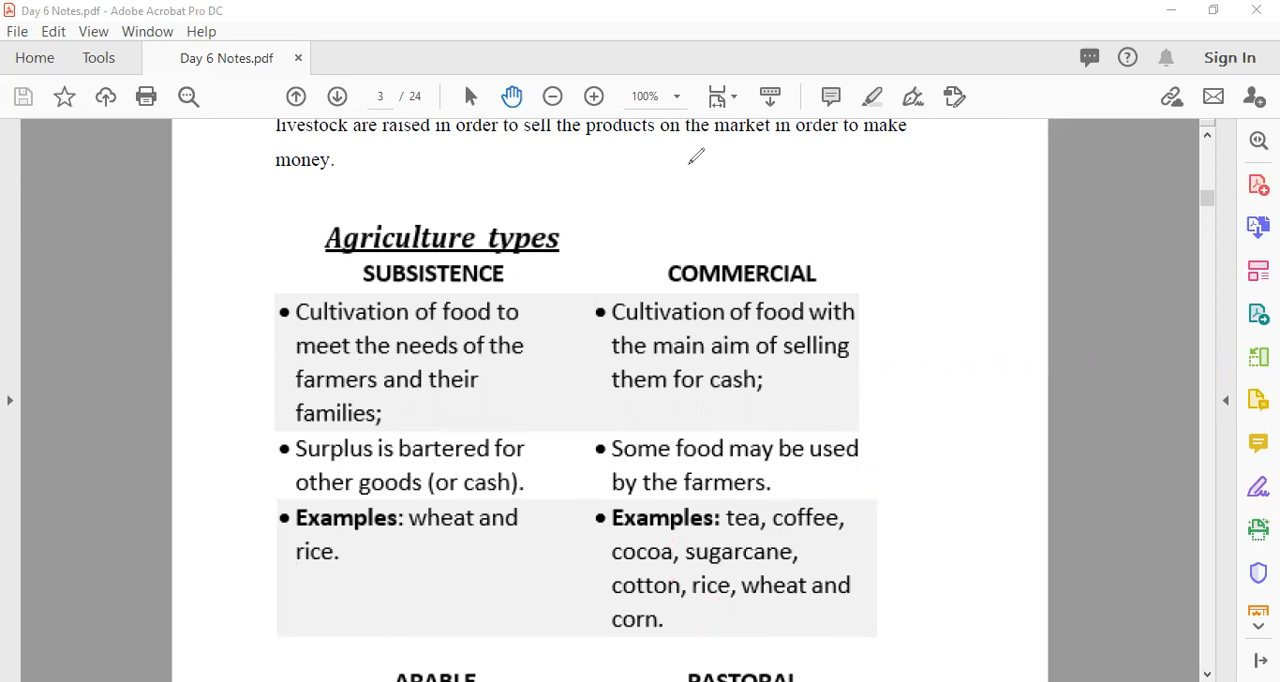 Day 6 Notes.pdf - Adobe Acrobat Pro DC
File Edit View Window Help
Home Tools Day 6 Notes.pdf × Sign In
3 / 24 100%
livestock are raised in order to sell the products on the market in order to make
money.
Agriculture types
SUBSISTENCE COMMERCIAL
• Cultivation of food to
meet the needs of the
farmers and their
families;
• Cultivation of food with
the main aim of selling
them for cash;
• Surplus is bartered for
other goods (or cash).
• Some food may be used
by the farmers.
• Examples: wheat and
rice.
• Examples: tea, coffee,
cocoa, sugarcane,
cotton, rice, wheat and
corn.
ARABLE PASTORAL